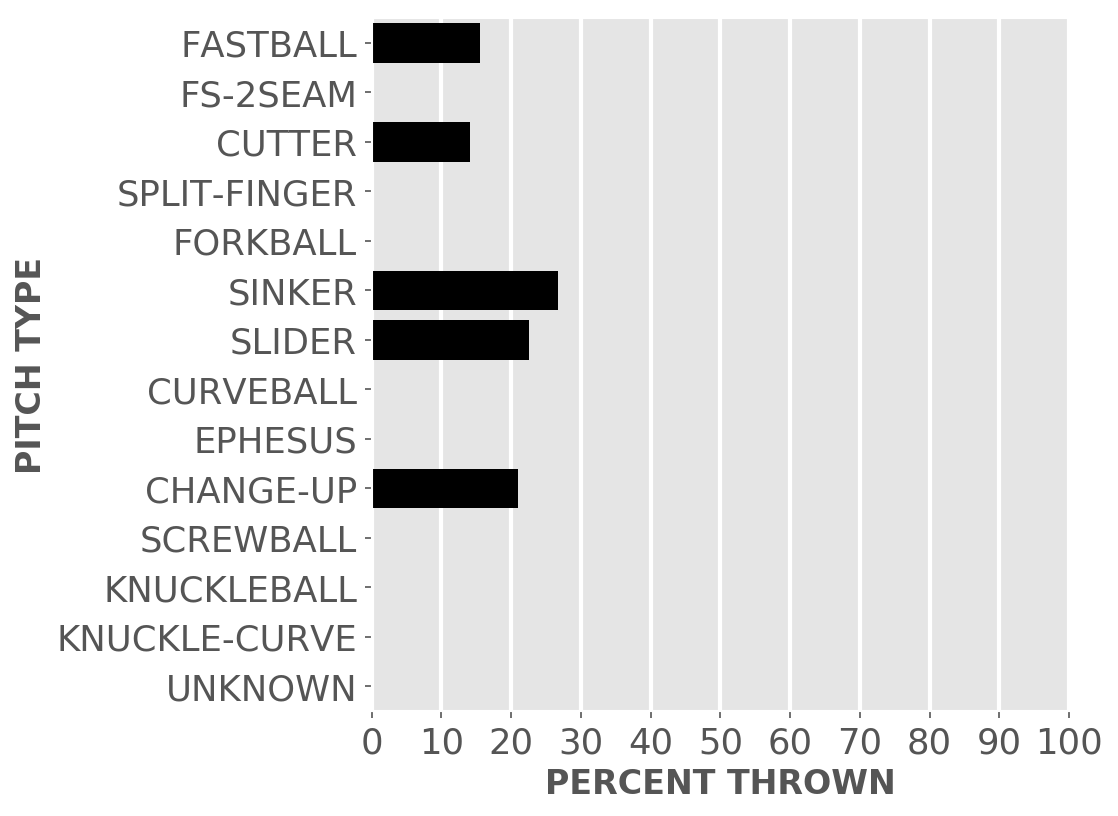 FASTBALL
FS-2SEAM
CUTTER
SPLIT-FINGER
FORKBALL
SINKER
SLIDER
CURVEBALL
EPHESUS
CHANGE-UP
SCREWBALL
KNUCKLEBALL
KNUCKLE-CURVE
UNKNOWN
PITCH TYPE
0 10 20 30 40 50 60 70 80 90 100
PERCENT THROWN